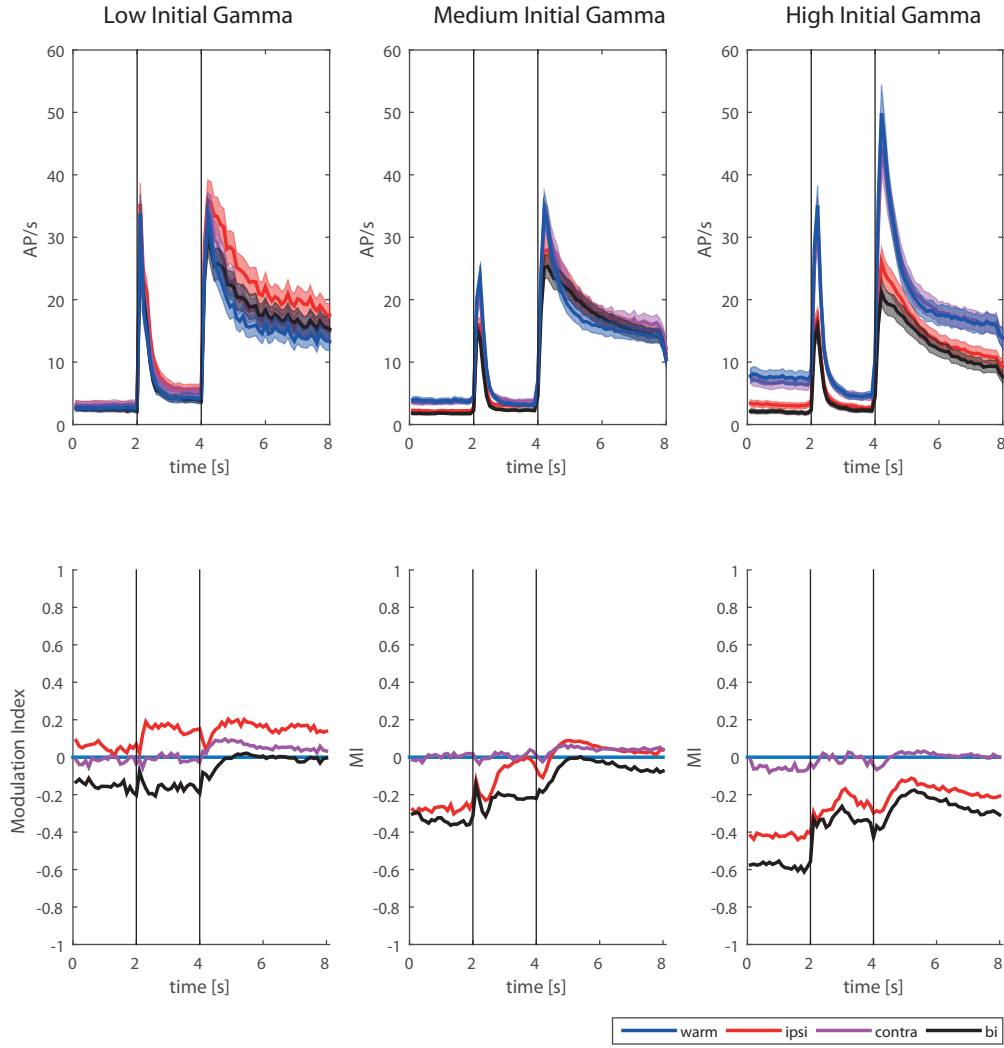 Low Initial Gamma
Medium Initial Gamma
High Initial Gamma
60
50
40
30
20
10
0
AP/s
0 2 4 6 8
time [s]
60
50
40
30
20
10
0
AP/s
0 2 4 6 8
time [s]
60
50
40
30
20
10
0
AP/s
0 2 4 6 8
time [s]
1
0.8
0.6
0.4
0.2
0
-0.2
-0.4
-0.6
-0.8
-1
Modulation Index
0 2 4 6 8
time [s]
1
0.8
0.6
0.4
0.2
0
-0.2
-0.4
-0.6
-0.8
-1
MI
0 2 4 6 8
time [s]
1
0.8
0.6
0.4
0.2
0
-0.2
-0.4
-0.6
-0.8
-1
MI
0 2 4 6 8
time [s]
warm ipsi contra bi